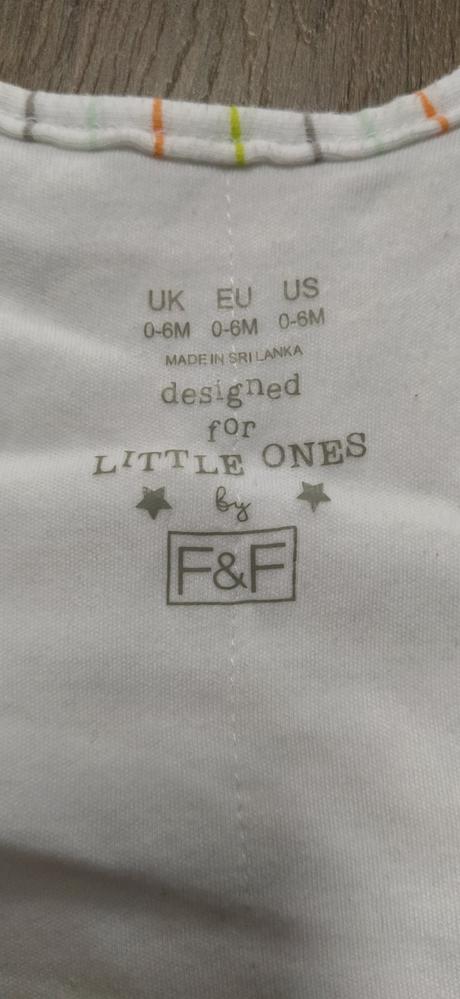 UK EU US
0-6M 0-6M 0-6M
MADE IN SRI LANKA
designed
for
LITTLE ONES
by
F&F